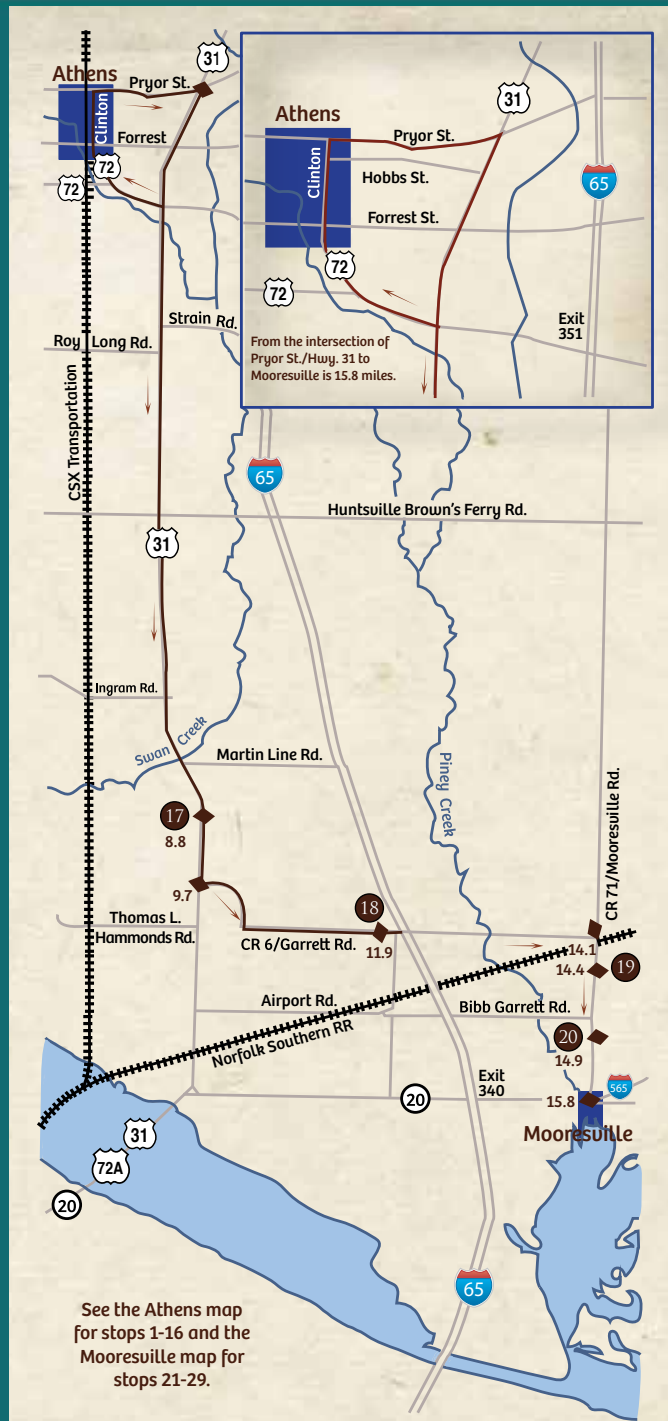 31
Athens
Pryor St.
Clinton
Forrest
72
72
Strain Rd.
Roy Long Rd.
CSX Transportation
31
Athens
Pryor St.
Clinton
Hobbs St.
65
Forrest St.
72
72
Exit
351
From the intersection of
Pryor St./Hwy. 31 to
Mooresville is 15.8 miles.
65
Huntsville Brown's Ferry Rd.
31
Ingram Rd.
Swan Creek
Martin Line Rd.
Piney Creek
CR 71/Mooresville Rd.
17
8.8
9.7
18
Thomas L.
Hammonds Rd.
CR 6/Garrett Rd.
11.9
14.1
14.4
19
Airport Rd.
Bibb Garrett Rd.
Norfolk Southern RR
20
14.9
Exit
340
20
565
15.8
Mooresville
31
72A
20
65
See the Athens map
for stops 1-16 and the
Mooresville map for
stops 21-29.